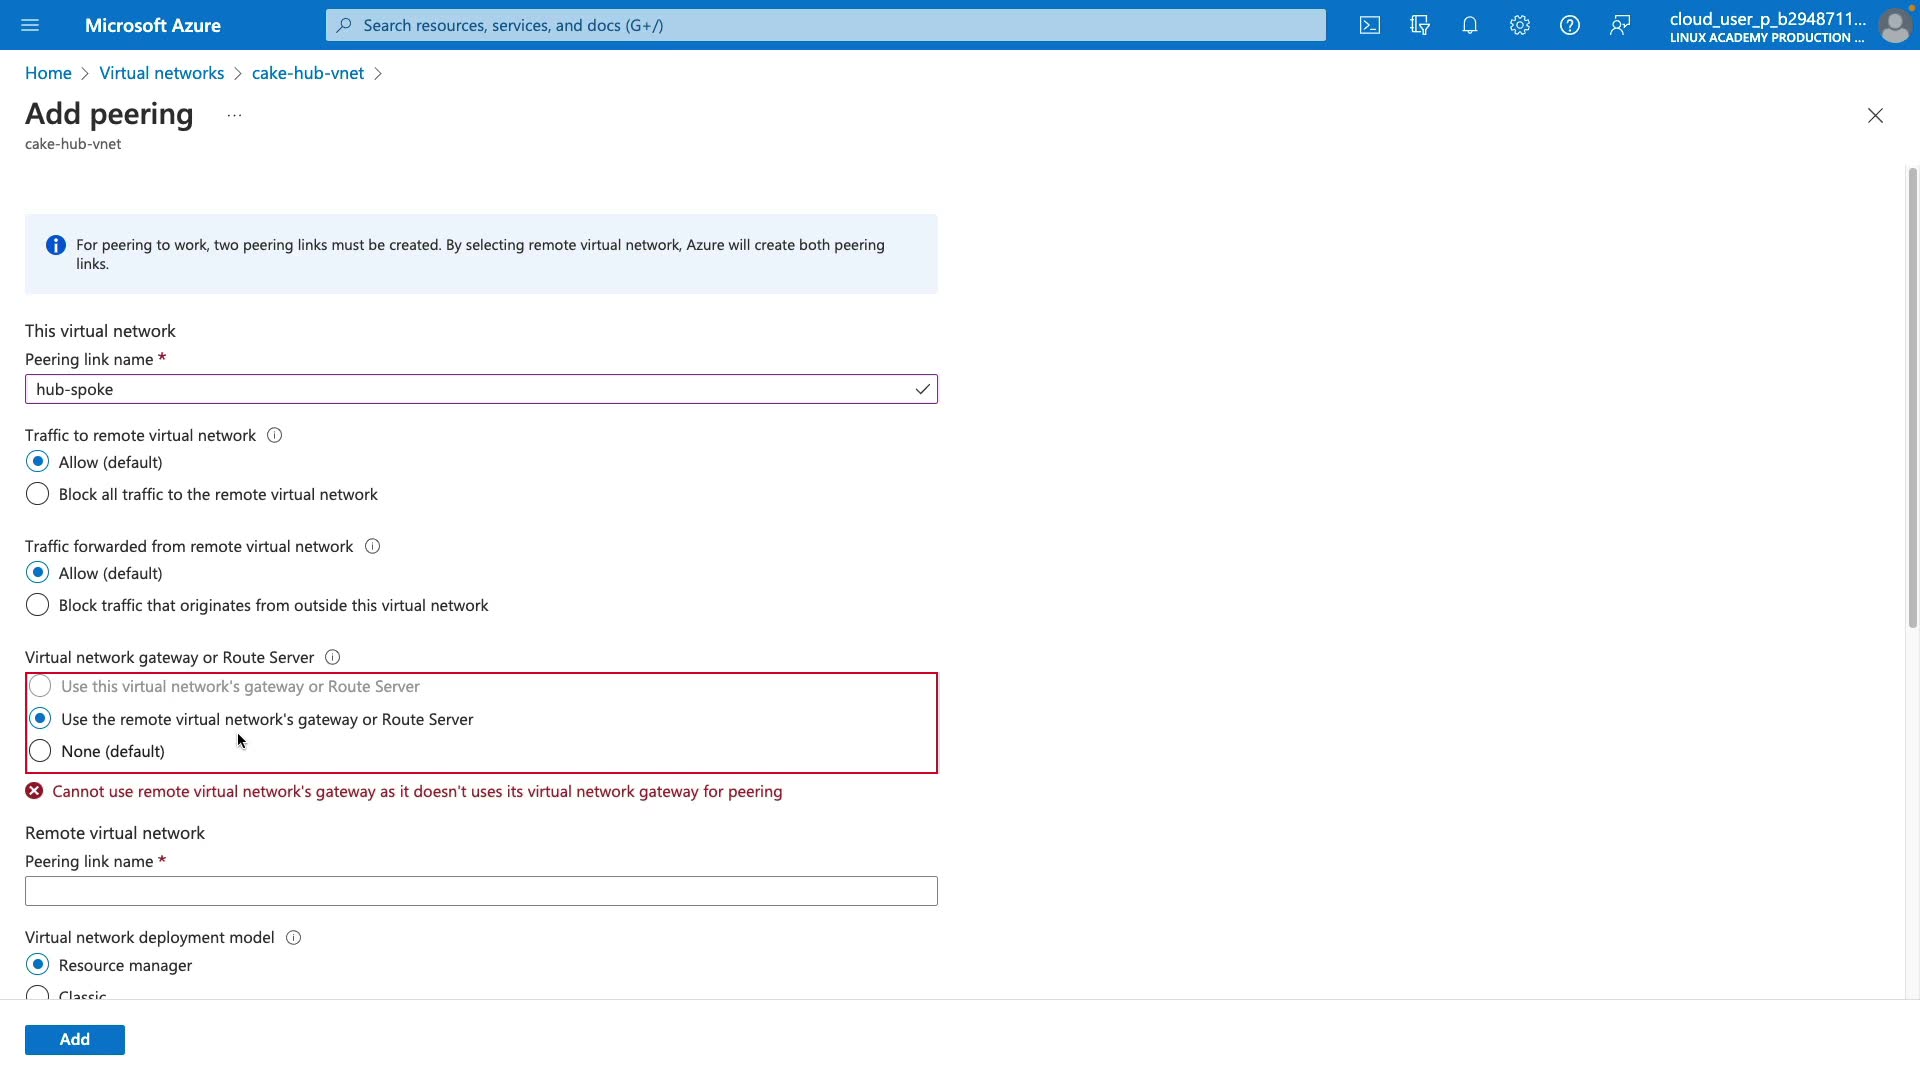 Microsoft Azure
Search resources, services, and docs (G+/)
cloud_user_p_b2948711...
LINUX ACADEMY PRODUCTION ...
Home > Virtual networks > cake-hub-vnet >
Add peering ...
cake-hub-vnet
For peering to work, two peering links must be created. By selecting remote virtual network, Azure will create both peering
links.
This virtual network
Peering link name *
hub-spoke
Traffic to remote virtual network
Allow (default)
Block all traffic to the remote virtual network
Traffic forwarded from remote virtual network
Allow (default)
Block traffic that originates from outside this virtual network
Virtual network gateway or Route Server
Use this virtual network's gateway or Route Server
Use the remote virtual network's gateway or Route Server
None (default)
Cannot use remote virtual network's gateway as it doesn't uses its virtual network gateway for peering
Remote virtual network
Peering link name *
Virtual network deployment model
Resource manager
Classic
Add